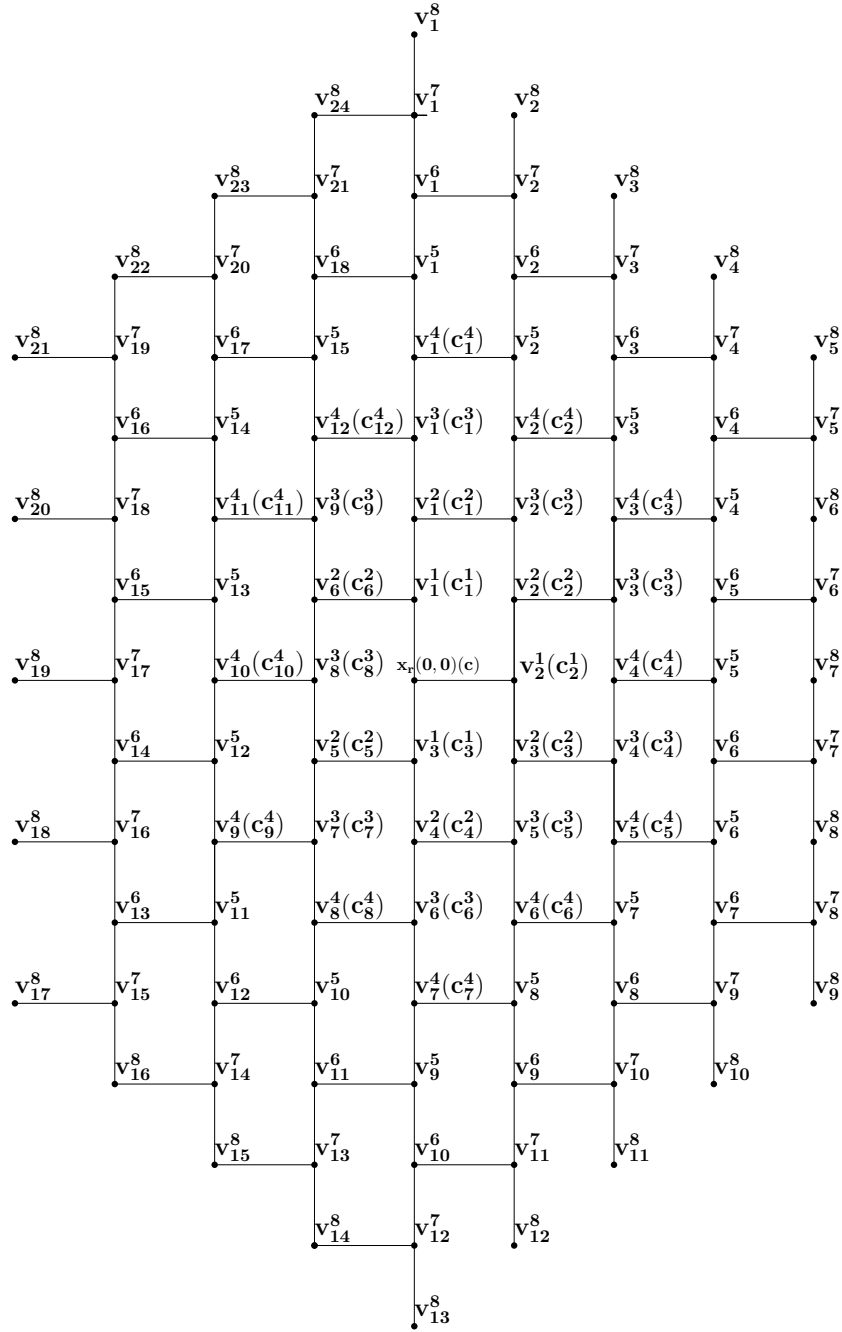 v_1^8
v_24^8 v_1^7 v_2^8
v_23^8 v_21^7 v_1^6 v_2^7 v_3^8
v_22^8 v_20^7 v_18^6 v_1^5 v_2^6 v_3^7 v_4^8
v_21^8 v_19^7 v_17^6 v_15^5 v_1^4(c_1^4) v_2^5 v_3^6 v_4^7 v_5^8
v_16^6 v_14^5 v_12^4(c_12^4) v_1^3(c_1^3) v_2^4(c_2^4) v_3^5 v_4^6 v_5^7
v_20^8 v_18^7 v_11^4(c_11^4) v_9^3(c_9^3) v_1^2(c_1^2) v_2^3(c_2^3) v_3^4(c_3^4) v_4^5 v_6^8
v_15^6 v_13^5 v_6^2(c_6^2) v_1^1(c_1^1) v_2^2(c_2^2) v_3^3(c_3^3) v_5^6 v_6^7
v_19^8 v_17^7 v_10^4(c_10^4) v_8^3(c_8^3) x_r(0,0)(c) v_2^1(c_2^1) v_4^4(c_4^4) v_5^5 v_7^8
v_14^6 v_12^5 v_5^2(c_5^2) v_3^1(c_3^1) v_3^2(c_3^2) v_4^3(c_4^3) v_6^6 v_7^7
v_18^8 v_16^7 v_9^4(c_9^4) v_7^3(c_7^3) v_4^2(c_4^2) v_5^3(c_5^3) v_5^4(c_5^4) v_6^5 v_8^8
v_13^6 v_11^5 v_8^4(c_8^4) v_6^3(c_6^3) v_6^4(c_6^4) v_7^5 v_7^6 v_8^7
v_17^8 v_15^7 v_12^6 v_10^5 v_7^4(c_7^4) v_8^5 v_8^6 v_9^7 v_9^8
v_16^8 v_14^7 v_11^6 v_9^5 v_9^6 v_10^7 v_10^8
v_15^8 v_13^7 v_10^6 v_11^7 v_11^8
v_14^8 v_12^7 v_12^8
v_13^8